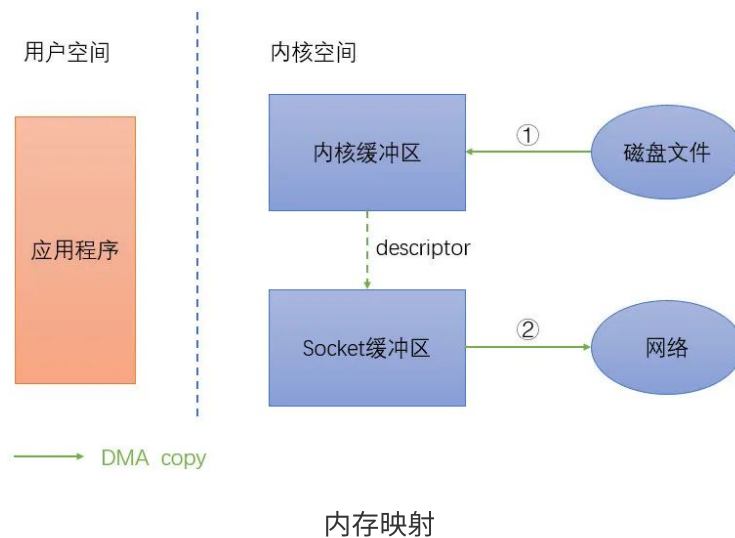 用户空间
内核空间
内核缓冲区
①
磁盘文件
应用程序
descriptor
Socket缓冲区
②
网络
DMA copy
内存映射